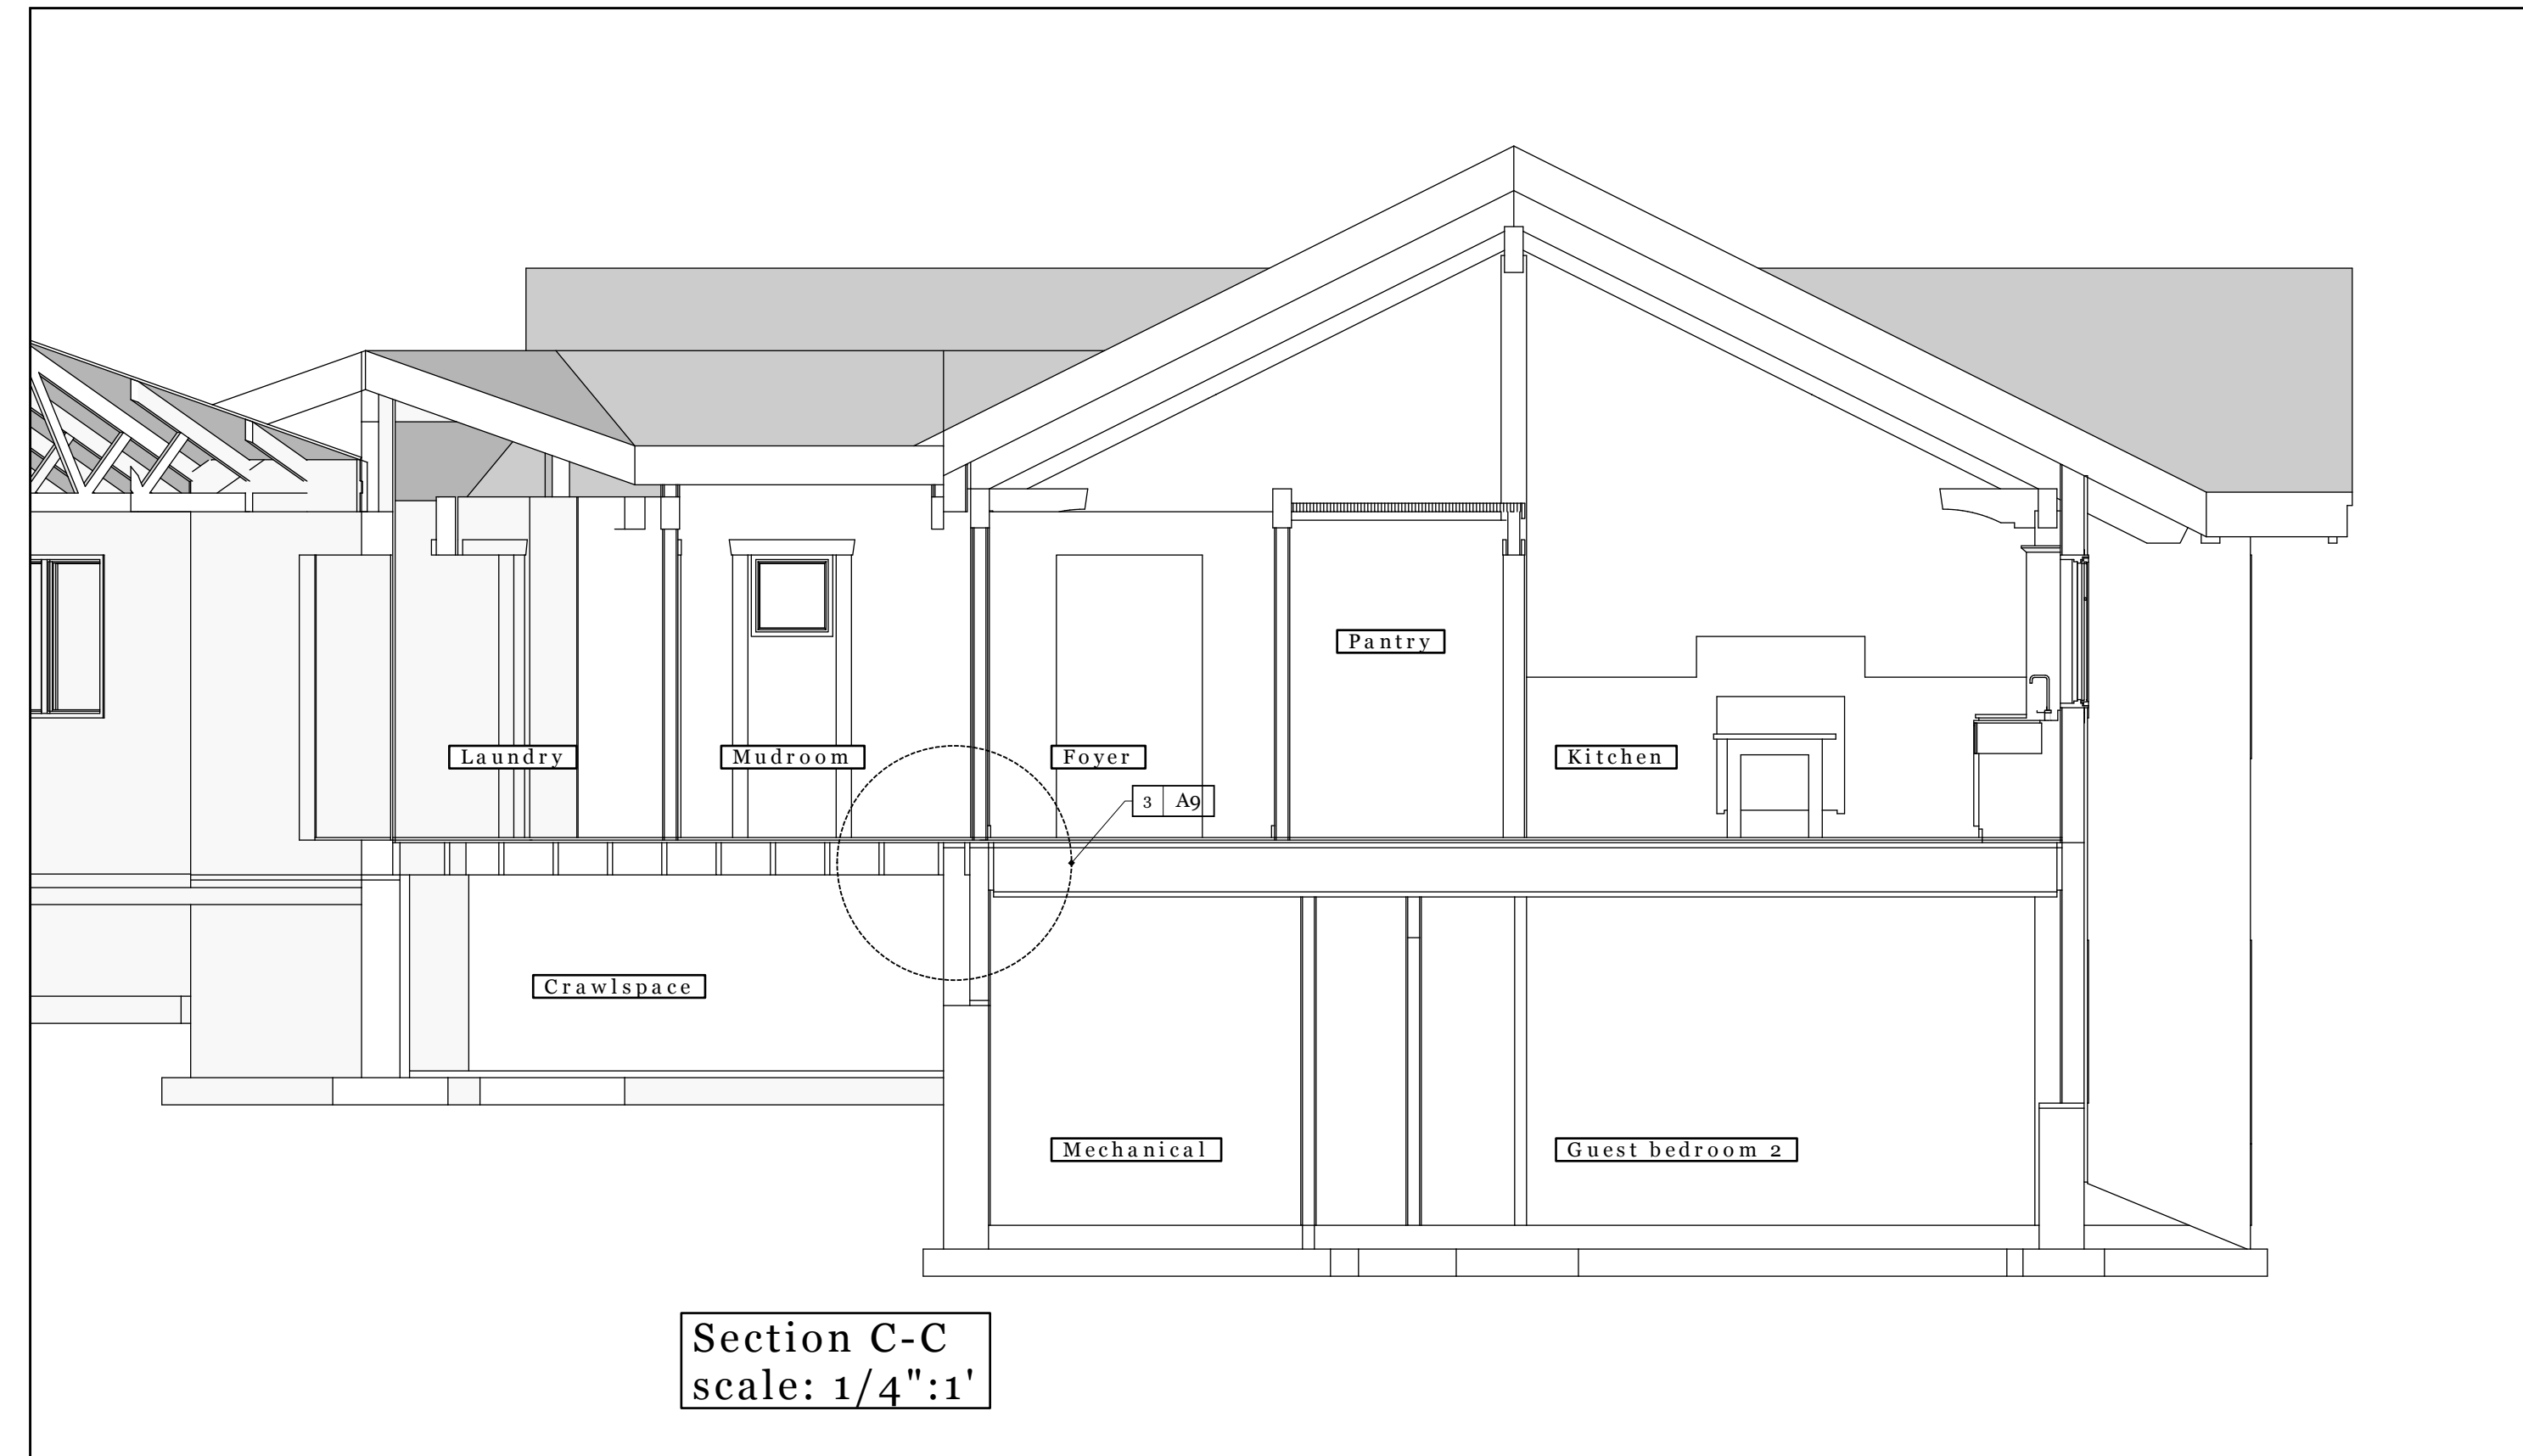 Pantry
Laundry
Mudroom
Foyer
Kitchen
3 A9
Crawlspace
Mechanical
Guest bedroom 2
Section C-C
scale: 1/4":1'